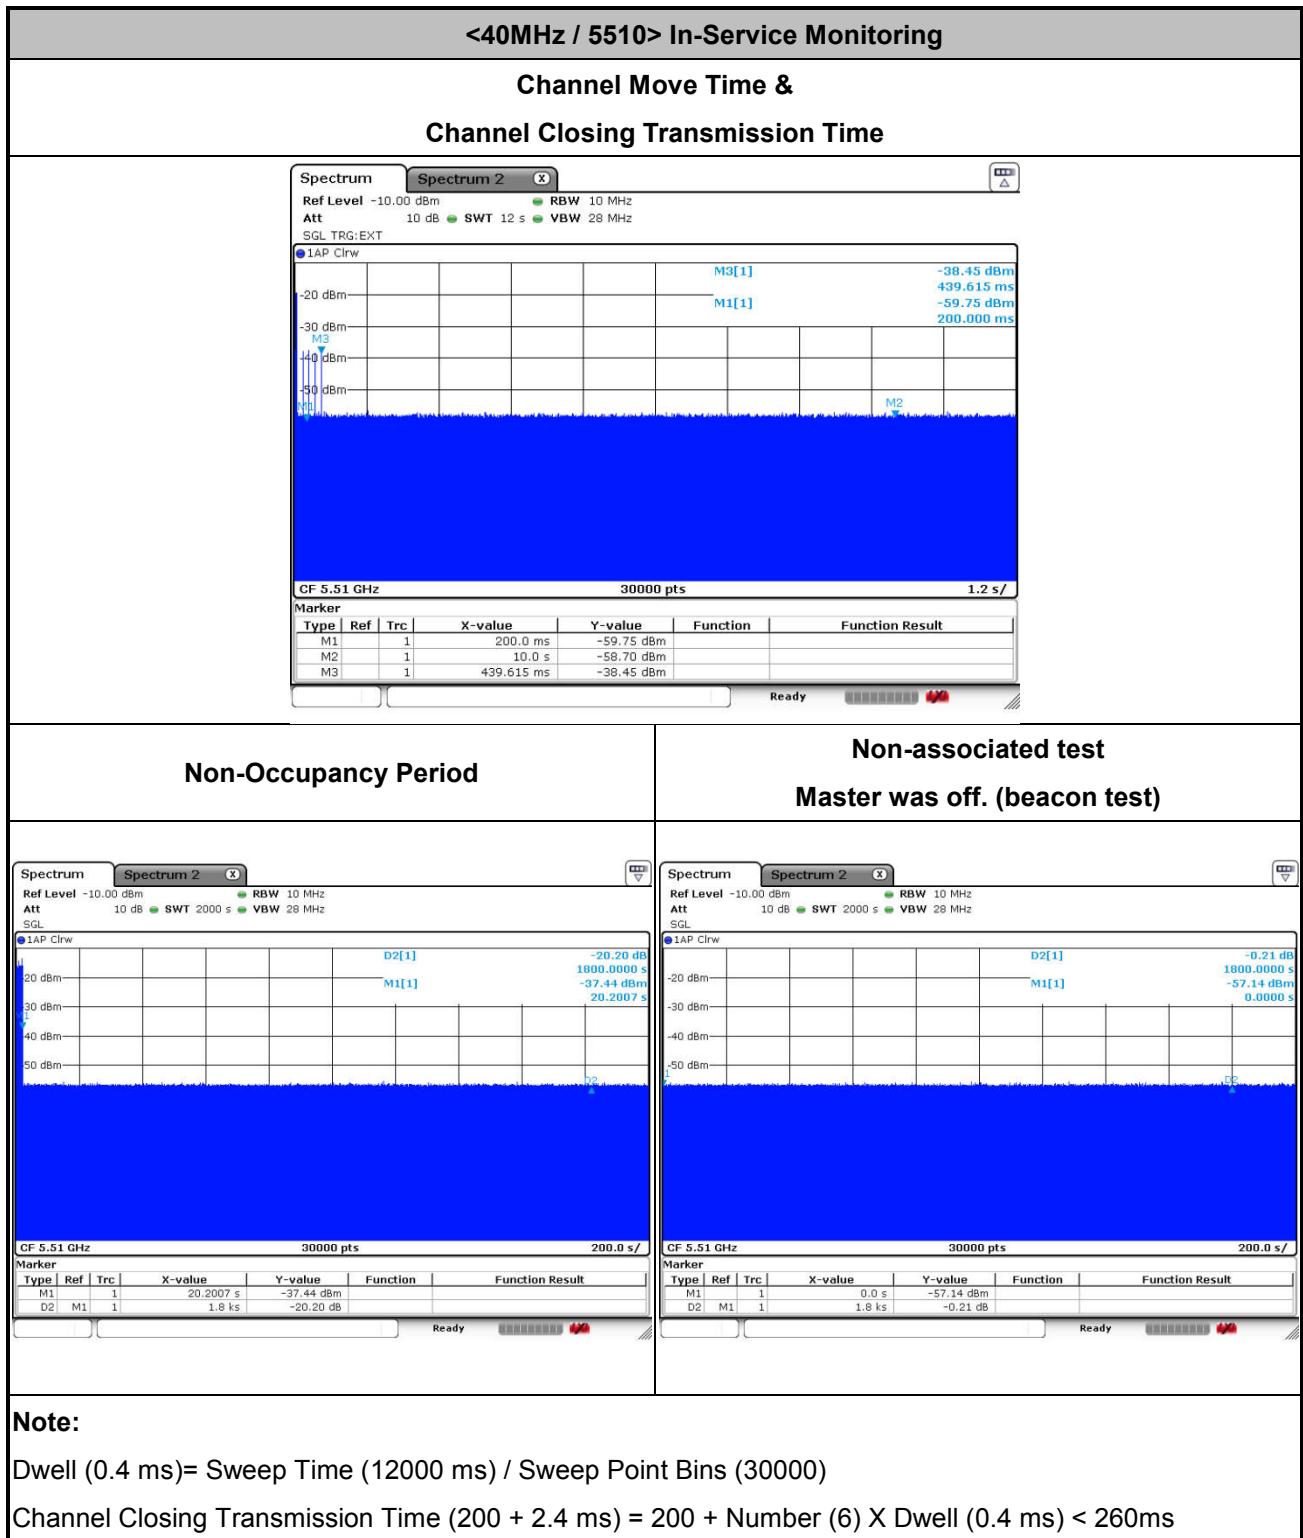 <40MHz / 5510> In-Service Monitoring
Channel Move Time &
Channel Closing Transmission Time
Spectrum Spectrum 2 X
Ref Level -10.00 dBm RBW 10 MHz
Att 10 dB SWT 12 s VBW 28 MHz
SGL TRG:EXT
1AP Clrw
M3[1] -38.45 dBm
439.615 ms
-20 dBm
M1[1] -59.75 dBm
200.000 ms
-30 dBm
M3
-40 dBm
-50 dBm
M1
M2
CF 5.51 GHz 30000 pts 1.2 s/
Marker
Type Ref Trc X-value Y-value Function Function Result
M1 1 200.0 ms -59.75 dBm
M2 1 10.0 s -58.70 dBm
M3 1 439.615 ms -38.45 dBm
Ready
Non-Occupancy Period
Non-associated test
Master was off. (beacon test)
Spectrum Spectrum 2 X
Ref Level -10.00 dBm RBW 10 MHz
Att 10 dB SWT 2000 s VBW 28 MHz
SGL
1AP Clrw
D2[1] -20.20 dB
1800.0000 s
-20 dBm
M1[1] -37.44 dBm
20.2007 s
-30 dBm
-40 dBm
-50 dBm
D2
CF 5.51 GHz 30000 pts 200.0 s/
Marker
Type Ref Trc X-value Y-value Function Function Result
M1 1 20.2007 s -37.44 dBm
D2 M1 1 1.8 ks -20.20 dB
Ready
Spectrum Spectrum 2 X
Ref Level -10.00 dBm RBW 10 MHz
Att 10 dB SWT 2000 s VBW 28 MHz
SGL
1AP Clrw
D2[1] -0.21 dB
1800.0000 s
-20 dBm
M1[1] -57.14 dBm
0.0000 s
-30 dBm
-40 dBm
-50 dBm
D2
CF 5.51 GHz 30000 pts 200.0 s/
Marker
Type Ref Trc X-value Y-value Function Function Result
M1 1 0.0 s -57.14 dBm
D2 M1 1 1.8 ks -0.21 dB
Ready
Note:
Dwell (0.4 ms)= Sweep Time (12000 ms) / Sweep Point Bins (30000)
Channel Closing Transmission Time (200 + 2.4 ms) = 200 + Number (6) X Dwell (0.4 ms) < 260ms